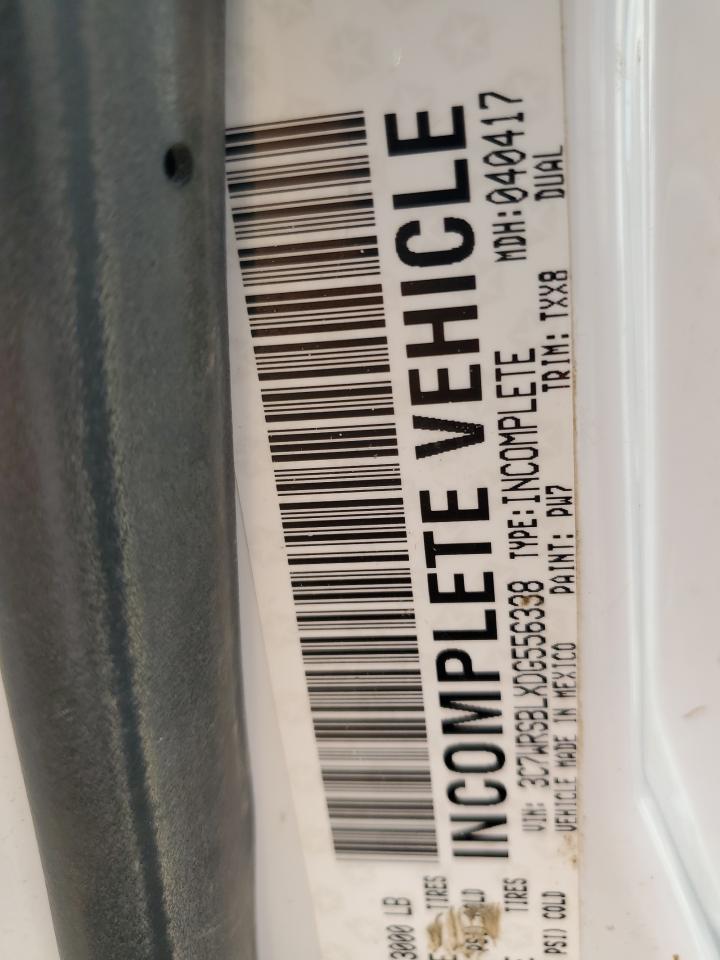 3000 LB
TIRES
TIRES
PSI) COLD
INCOMPLETE VEHICLE
VIN: 3C7WRSBLXDG556338 TYPE: INCOMPLETE MDH: 040417
VEHICLE MADE IN MEXICO PAINT: PW7 TRIM: TXX8 DUAL